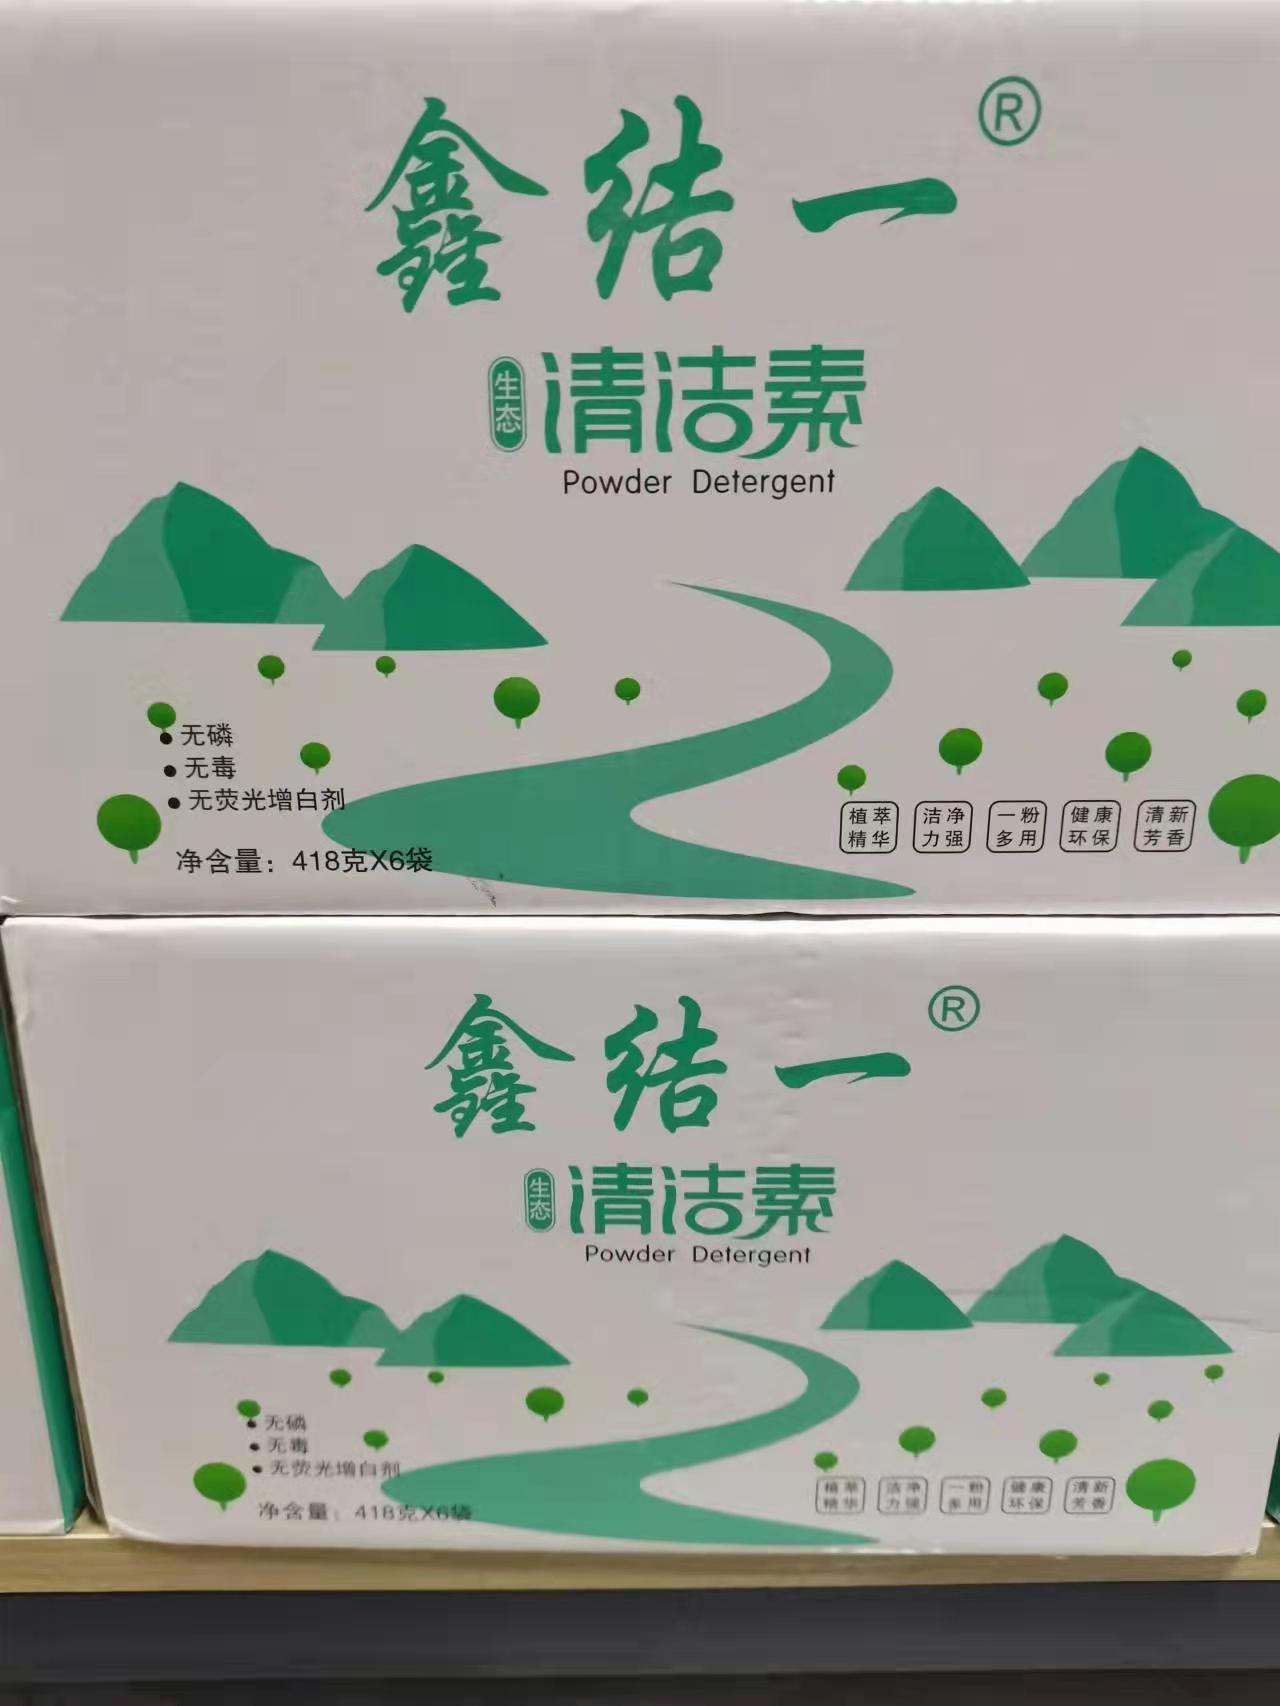 鑫结一®
生态 清洁素
Powder Detergent
无磷
无毒
无荧光增白剂
净含量：418克X6袋
植萃精华 洁净力强 一粉多用 健康环保 清新芳香
鑫结一®
生态 清洁素
Powder Detergent
无磷
无毒
无荧光增白剂
净含量：418克X6袋
植萃精华 洁净力强 一粉多用 健康环保 清新芳香